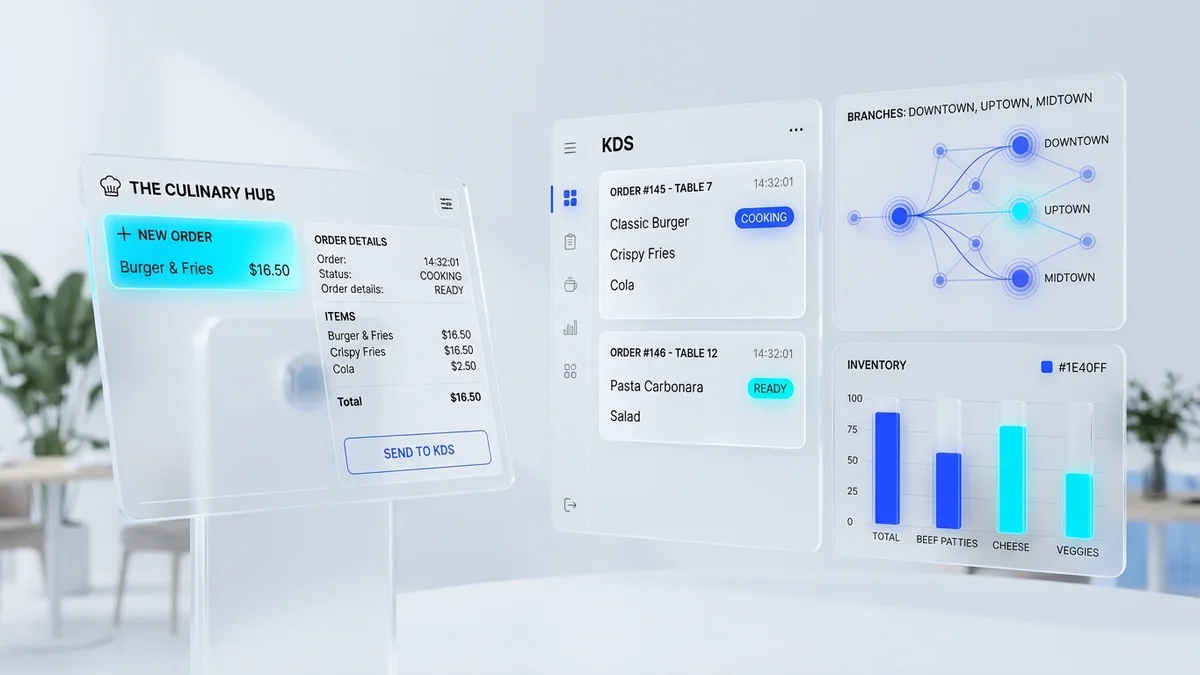 THE CULINARY HUB
+ NEW ORDER
Burger & Fries $16.50
ORDER DETAILS
Order: 14:32:01
Status: COOKING
Order details: READY
ITEMS
Burger & Fries $16.50
Crispy Fries $16.50
Cola $2.50
Total $16.50
SEND TO KDS
KDS
ORDER #145 - TABLE 7 14:32:01
Classic Burger COOKING
Crispy Fries
Cola
ORDER #146 - TABLE 12 14:32:01
Pasta Carbonara READY
Salad
BRANCHES: DOWNTOWN, UPTOWN, MIDTOWN
DOWNTOWN
UPTOWN
MIDTOWN
INVENTORY #1E40FF
100
75
50
25
0
TOTAL BEEF PATTIES CHEESE VEGGIES